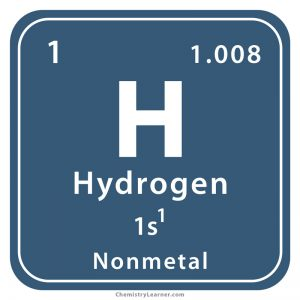 1 1.008
H
Hydrogen
1s¹
Nonmetal
ChemistryLearner.com